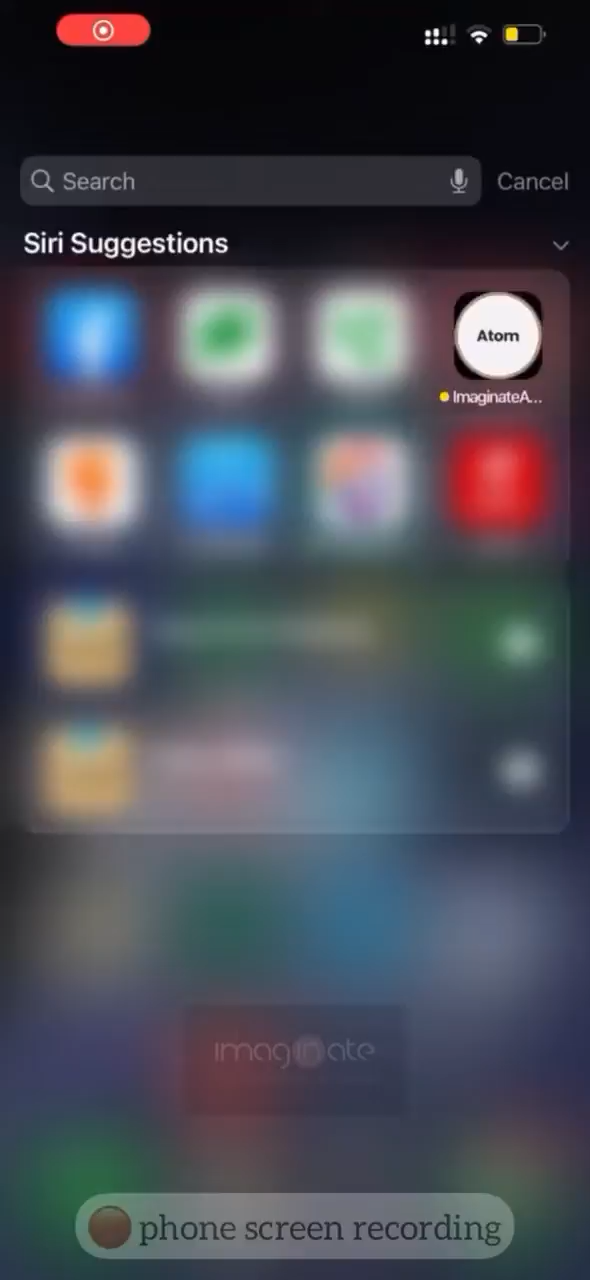 Search
Cancel
Siri Suggestions
Atom
ImaginateA...
imaginate
phone screen recording